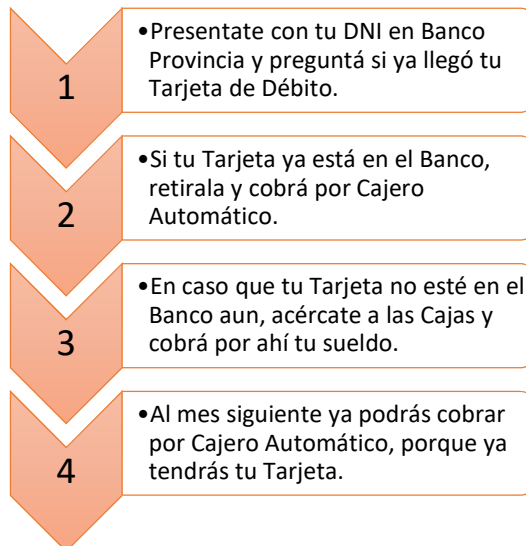 1
•Presentate con tu DNI en Banco
Provincia y preguntá si ya llegó tu
Tarjeta de Débito.
2
•Si tu Tarjeta ya está en el Banco,
retirala y cobrá por Cajero
Automático.
3
•En caso que tu Tarjeta no esté en el
Banco aun, acércate a las Cajas y
cobrá por ahí tu sueldo.
4
•Al mes siguiente ya podrás cobrar
por Cajero Automático, porque ya
tendrás tu Tarjeta.